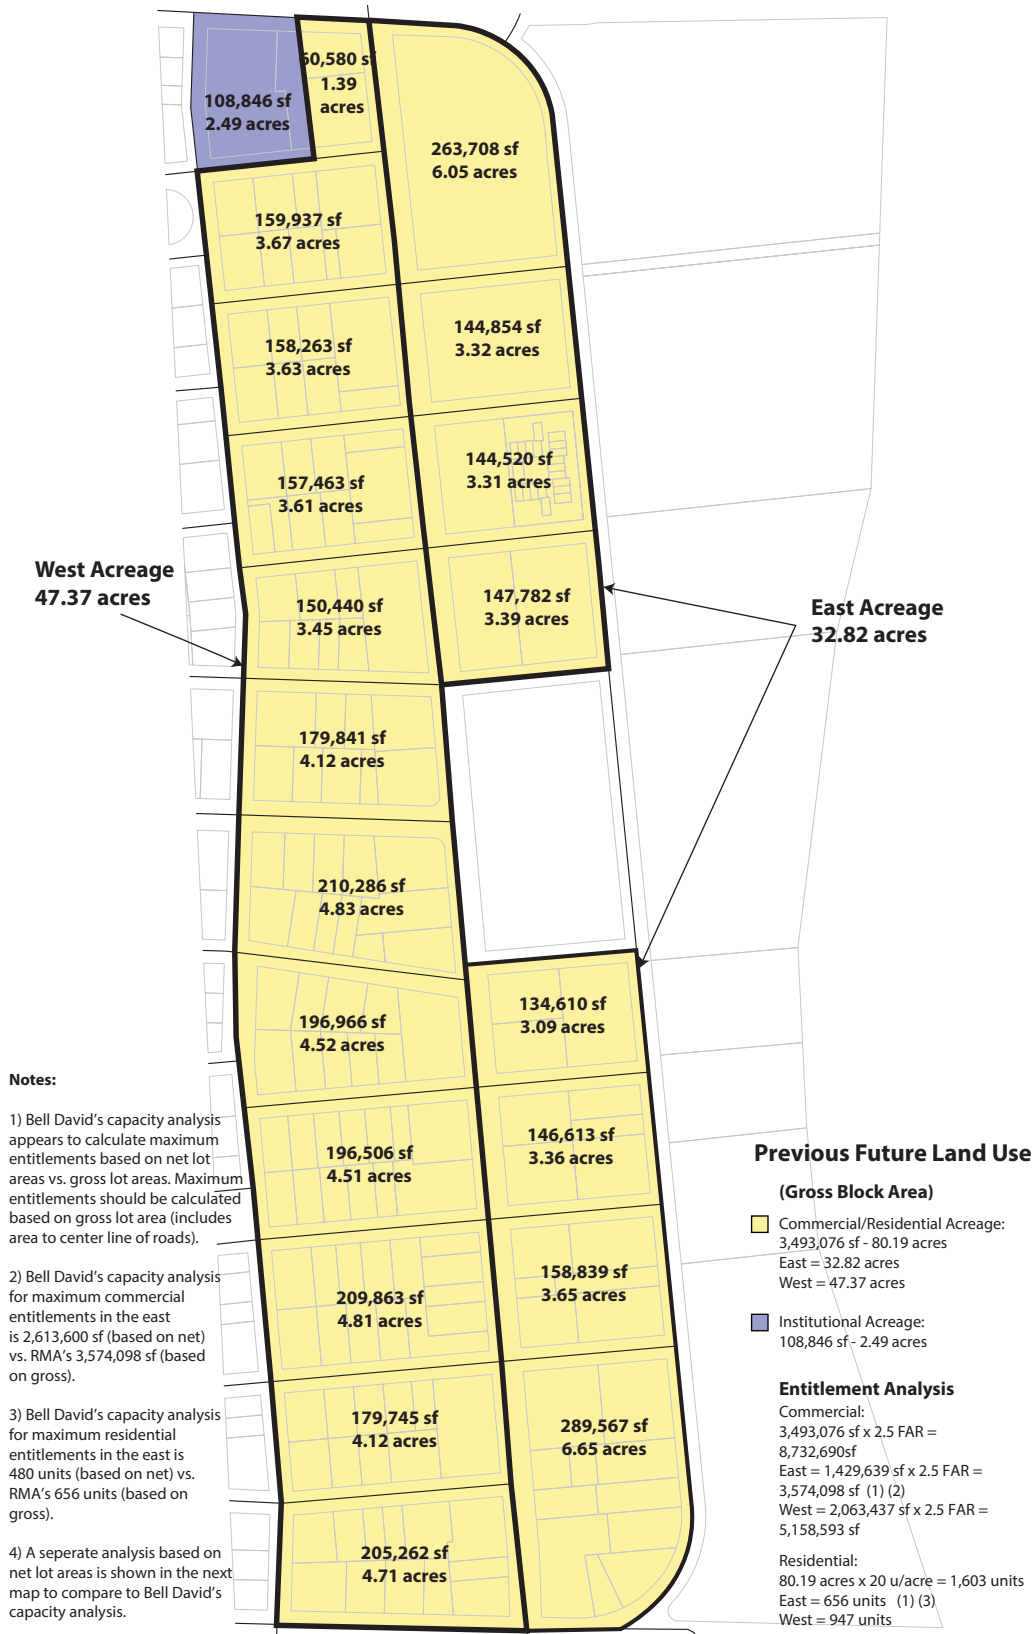 60,580 sf
1.39
acres
108,846 sf
2.49 acres
263,708 sf
6.05 acres
159,937 sf
3.67 acres
158,263 sf
3.63 acres
144,854 sf
3.32 acres
157,463 sf
3.61 acres
144,520 sf
3.31 acres
West Acreage
47.37 acres
150,440 sf
3.45 acres
147,782 sf
3.39 acres
East Acreage
32.82 acres
179,841 sf
4.12 acres
210,286 sf
4.83 acres
196,966 sf
4.52 acres
134,610 sf
3.09 acres
196,506 sf
4.51 acres
146,613 sf
3.36 acres
209,863 sf
4.81 acres
158,839 sf
3.65 acres
179,745 sf
4.12 acres
289,567 sf
6.65 acres
205,262 sf
4.71 acres
Notes:
1) Bell David's capacity analysis
appears to calculate maximum
entitlements based on net lot
areas vs. gross lot areas. Maximum
entitlements should be calculated
based on gross lot area (includes
area to center line of roads).
2) Bell David's capacity analysis
for maximum commercial
entitlements in the east
is 2,613,600 sf (based on net)
vs. RMA's 3,574,098 sf (based
on gross).
3) Bell David's capacity analysis
for maximum residential
entitlements in the east is
480 units (based on net) vs.
RMA's 656 units (based on
gross).
4) A seperate analysis based on
net lot areas is shown in the next
map to compare to Bell David's
capacity analysis.
Previous Future Land Use
(Gross Block Area)
Commercial/Residential Acreage:
3,493,076 sf - 80.19 acres
East = 32.82 acres
West = 47.37 acres
Institutional Acreage:
108,846 sf - 2.49 acres
Entitlement Analysis
Commercial:
3,493,076 sf x 2.5 FAR =
8,732,690sf
East = 1,429,639 sf x 2.5 FAR =
3,574,098 sf (1) (2)
West = 2,063,437 sf x 2.5 FAR =
5,158,593 sf
Residential:
80.19 acres x 20 u/acre = 1,603 units
East = 656 units (1) (3)
West = 947 units